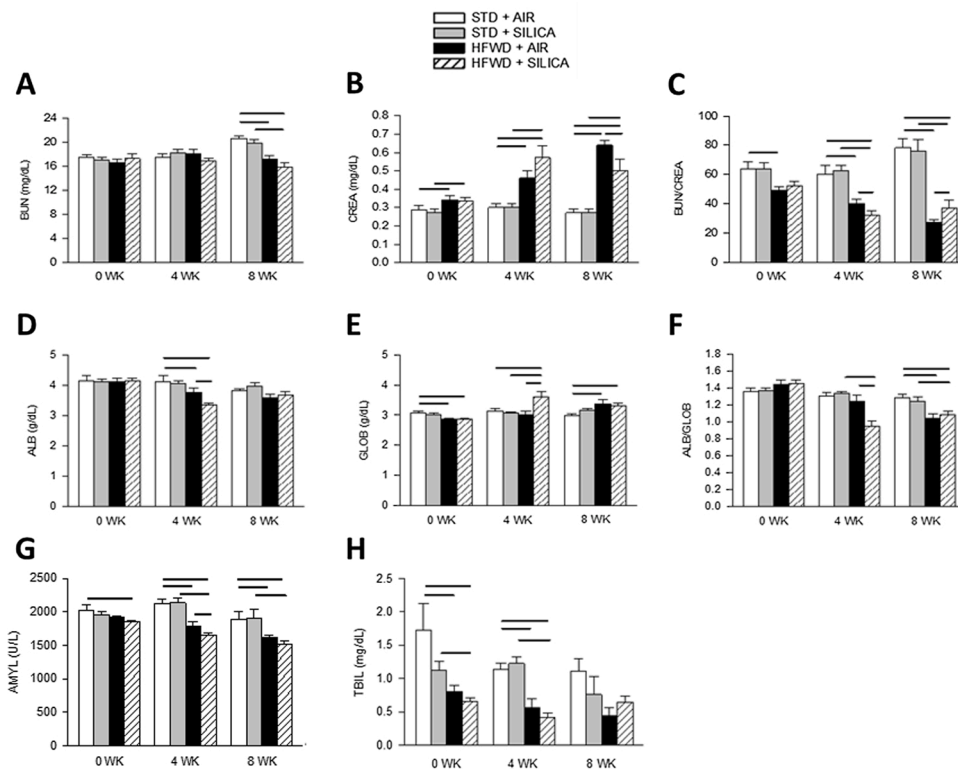 STD + AIR
STD + SILICA
HFWD + AIR
HFWD + SILICA
A
B
C
BUN (mg/dL)
24
20
16
12
8
4
0
0 WK
4 WK
8 WK
CREA (mg/dL)
0.8
0.7
0.6
0.5
0.4
0.3
0.2
0.1
0.0
0 WK
4 WK
8 WK
BUN/CREA
100
80
60
40
20
0
0 WK
4 WK
8 WK
D
E
F
ALB (g/dL)
5
4
3
2
1
0
0 WK
4 WK
8 WK
GLOB (g/dL)
5
4
3
2
1
0
0 WK
4 WK
8 WK
ALB/GLOB
1.8
1.6
1.4
1.2
1.0
0.8
0.6
0.4
0.2
0.0
0 WK
4 WK
8 WK
G
H
AMYL (U/L)
2500
2000
1500
1000
500
0
0 WK
4 WK
8 WK
TBIL (mg/dL)
2.5
2.0
1.5
1.0
0.5
0.0
0 WK
4 WK
8 WK